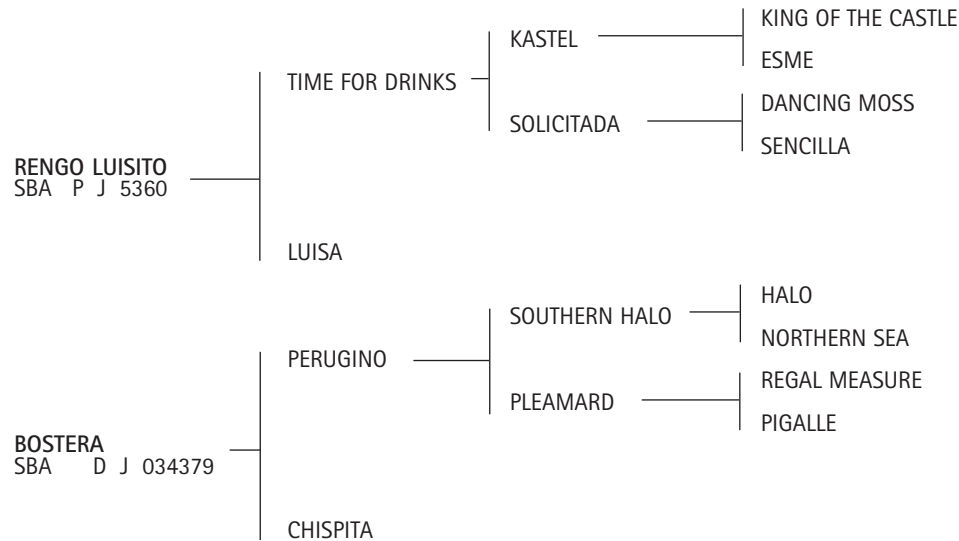 KING OF THE CASTLE
KASTEL
ESME
TIME FOR DRINKS
DANCING MOSS
SOLICITADA
SENCILLA
RENGO LUISITO
SBA P J 5360
LUISA
HALO
SOUTHERN HALO
NORTHERN SEA
PERUGINO
REGAL MEASURE
PLEAMARD
PIGALLE
BOSTERA
SBA D J 034379
CHISPITA